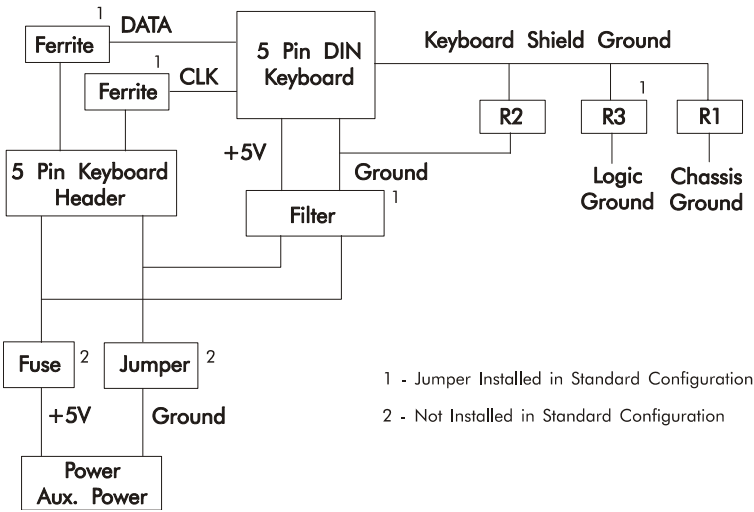 1
DATA
Ferrite
5 Pin DIN
Keyboard
Keyboard Shield Ground
1
CLK
Ferrite
R2
R3
1
R1
+5V
Ground
5 Pin Keyboard
Header
Logic
Ground
Chassis
Ground
Filter
1
Fuse
2
Jumper
2
1 - Jumper Installed in Standard Configuration
+5V
Ground
2 - Not Installed in Standard Configuration
Power
Aux. Power